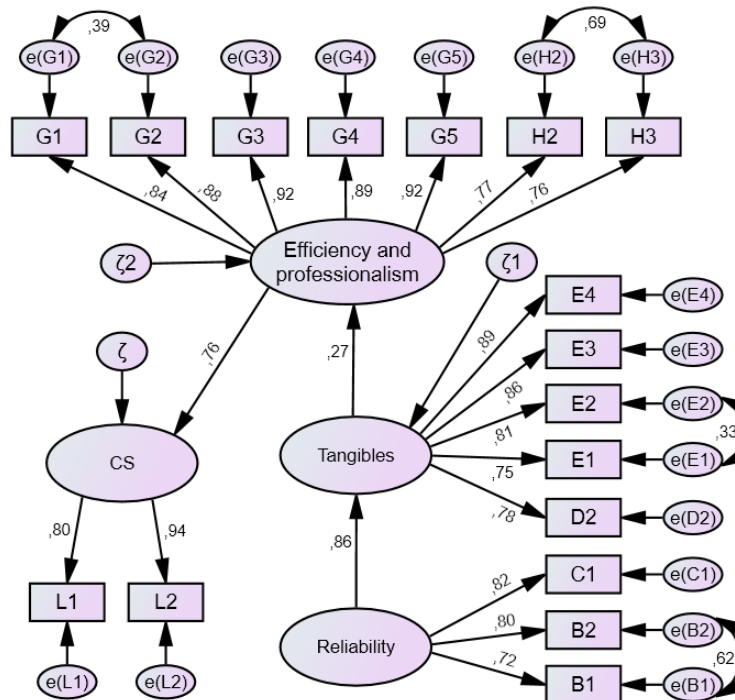 ,39
,69
e(G1) e(G2) e(G3) e(G4) e(G5) e(H2) e(H3)
G1 G2 G3 G4 G5 H2 H3
,84 ,88 ,92 ,89 ,92 ,77 ,76
Efficiency and
professionalism
ζ2
ζ1
E4 e(E4)
,89
ζ
,76
,27
E3 e(E3)
,86
E2 e(E2)
,81
,33
CS
Tangibles
E1 e(E1)
,75
D2 e(D2)
,78
,80 ,94
,86
C1 e(C1)
,82
L1 L2
B2 e(B2)
,80
Reliability
,62
,72
B1 e(B1)
e(L1) e(L2)